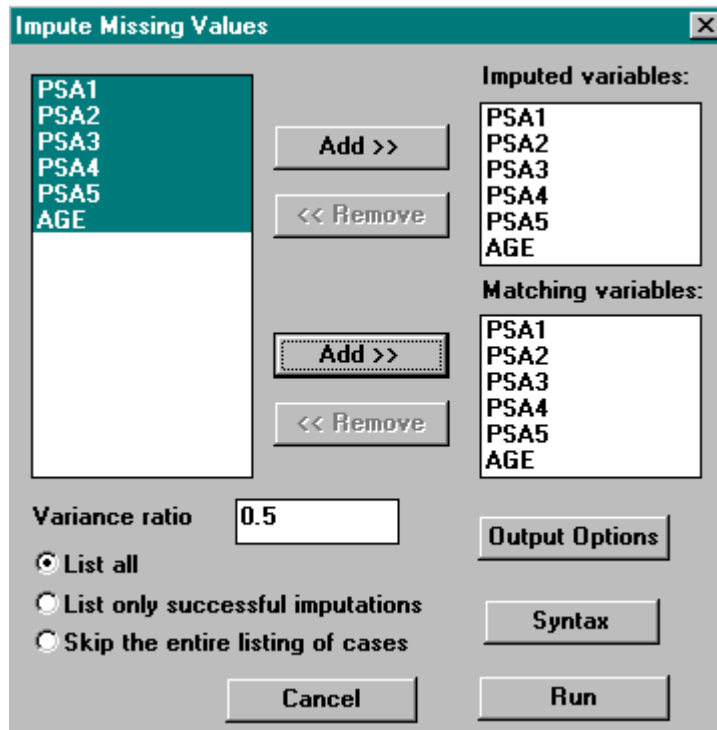 Impute Missing Values
PSA1
PSA2
PSA3
PSA4
PSA5
AGE
Add >>
<< Remove
Imputed variables:
PSA1
PSA2
PSA3
PSA4
PSA5
AGE
Add >>
<< Remove
Matching variables:
PSA1
PSA2
PSA3
PSA4
PSA5
AGE
Variance ratio 0.5
List all
List only successful imputations
Skip the entire listing of cases
Output Options
Syntax
Cancel
Run